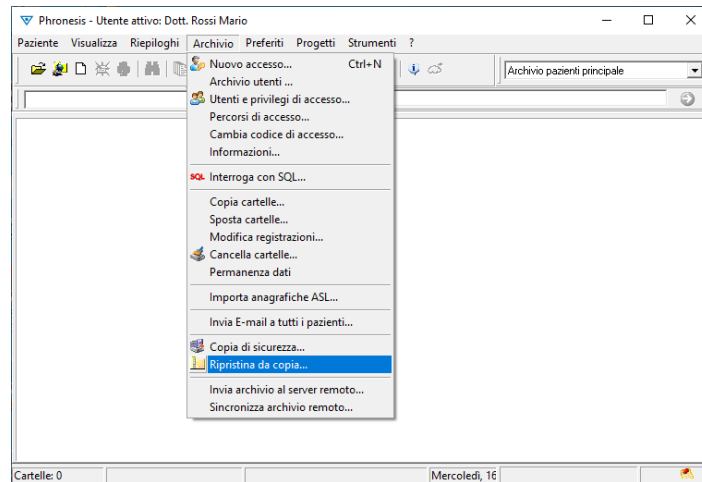 Phronesis - Utente attivo: Dott. Rossi Mario
Paziente Visualizza Riepiloghi Archivio Preferiti Progetti Strumenti ?
Archivio pazienti principale
Nuovo accesso... Ctrl+N
Archivio utenti ...
Utenti e privilegi di accesso...
Percorsi di accesso...
Cambia codice di accesso...
Informazioni...
SQL Interroga con SQL...
Copia cartelle...
Sposta cartelle...
Modifica registrazioni...
Cancella cartelle...
Permanenza dati
Importa anagrafiche ASL...
Invia E-mail a tutti i pazienti...
Copia di sicurezza...
Ripristina da copia...
Invia archivio al server remoto...
Sincronizza archivio remoto...
Cartelle: 0 Mercoledì, 16